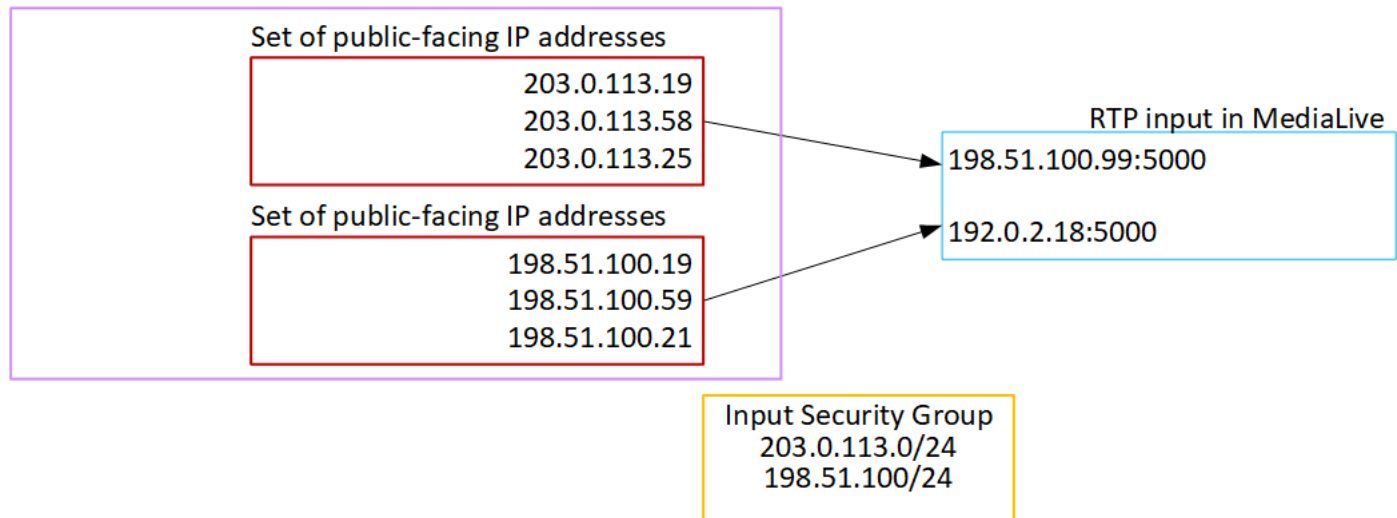 Set of public-facing IP addresses
203.0.113.19
203.0.113.58
203.0.113.25
Set of public-facing IP addresses
198.51.100.19
198.51.100.59
198.51.100.21
RTP input in MediaLive
198.51.100.99:5000
192.0.2.18:5000
Input Security Group
203.0.113.0/24
198.51.100/24